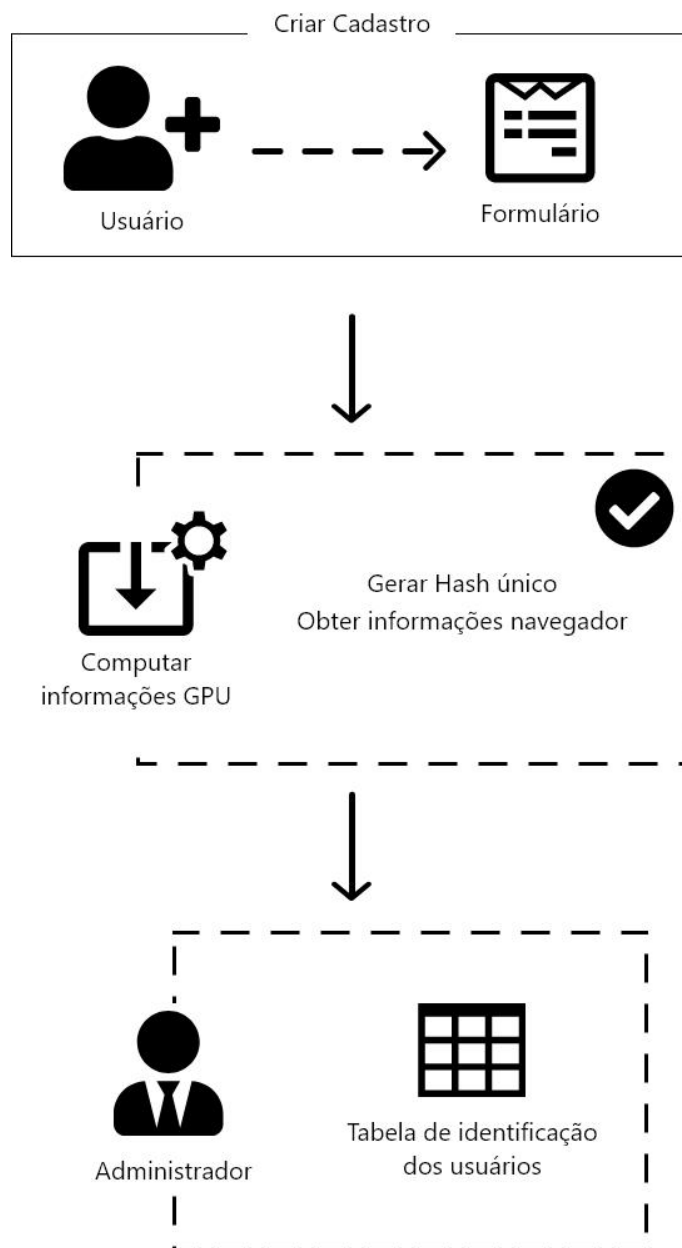 Criar Cadastro
Usuário
Formulário
Gerar Hash único
Obter informações navegador
Computar
informações GPU
Tabela de identificação
dos usuários
Administrador